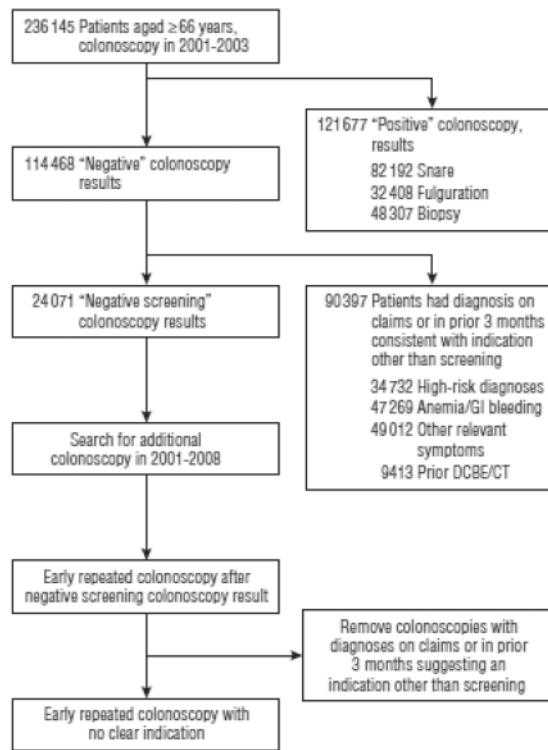 236 145 Patients aged ≥ 66 years,
colonoscopy in 2001-2003
121 677 "Positive" colonoscopy,
results
82 192 Snare
32 408 Fulguration
48 307 Biopsy
114 468 "Negative" colonoscopy
results
24 071 "Negative screening"
colonoscopy results
90 397 Patients had diagnosis on
claims or in prior 3 months
consistent with indication
other than screening
34 732 High-risk diagnoses
47 269 Anemia/GI bleeding
49 012 Other relevant
symptoms
9413 Prior DCBE/CT
Search for additional
colonoscopy in 2001-2008
Early repeated colonoscopy after
negative screening colonoscopy result
Remove colonoscopies with
diagnoses on claims or in prior
3 months suggesting an
indication other than screening
Early repeated colonoscopy with
no clear indication